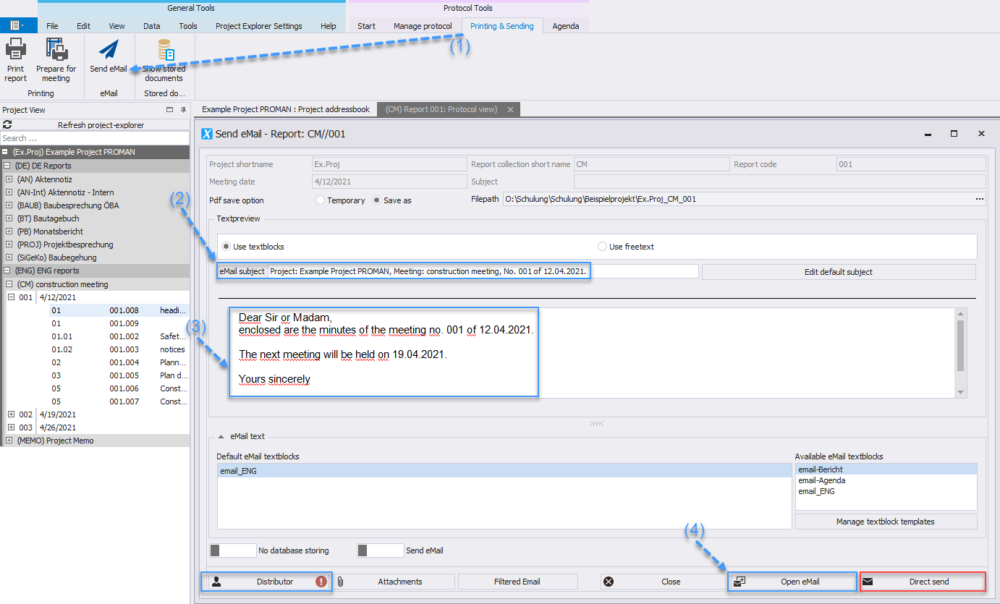 General Tools
Protocol Tools
File Edit View Data Tools Project Explorer Settings Help Start Manage protocol Printing & Sending Agenda
(1)
Print report
Prepare for meeting
Send eMail
Show stored documents
Printing eMail Stored do...
Project View
Refresh project-explorer
Search ...
(Ex.Proj) Example Project PROMAN
(DE) DE Reports
(AN) Aktennotiz
(AN-Int) Aktennotiz - Intern
(BAUB) Baubesprechung ÖBA
(BT) Bautagebuch
(PB) Monatsbericht
(PROJ) Projektbesprechung
(SiGeKo) Baubegehung
(ENG) ENG reports
(CM) construction meeting
001 4/12/2021
01 001.008 headi...
01 001.009
01.01 001.002 Safet...
01.02 001.003 notices
02 001.004 Plann...
03 001.005 Plan d...
05 001.006 Const...
05 001.007 Const...
002 4/19/2021
003 4/26/2021
(MEMO) Project Memo
Example Project PROMAN : Project addressbook
(CM) Report 001: Protocol view)
Send eMail - Report: CM//001
Project shortname Ex.Proj Report collection short name CM Report code 001
Meeting date 4/12/2021 Subject
(2)
Pdf save option Temporary Save as Filepath O:\Schulung\Schulung\Beispielprojekt\Ex.Proj_CM_001 ...
Textpreview
Use textblocks Use freetext
eMail subject Project: Example Project PROMAN, Meeting: construction meeting, No. 001 of 12.04.2021. Edit default subject
(3)
Dear Sir or Madam,
enclosed are the minutes of the meeting no. 001 of 12.04.2021.
The next meeting will be held on 19.04.2021.
Yours sincerely
eMail text
Default eMail textblocks
email_ENG
Available eMail textblocks
email-Bericht
email-Agenda
email_ENG
Manage textblock templates
(4)
No database storing Send eMail
Distributor Attachments Filtered Email Close Open eMail Direct send